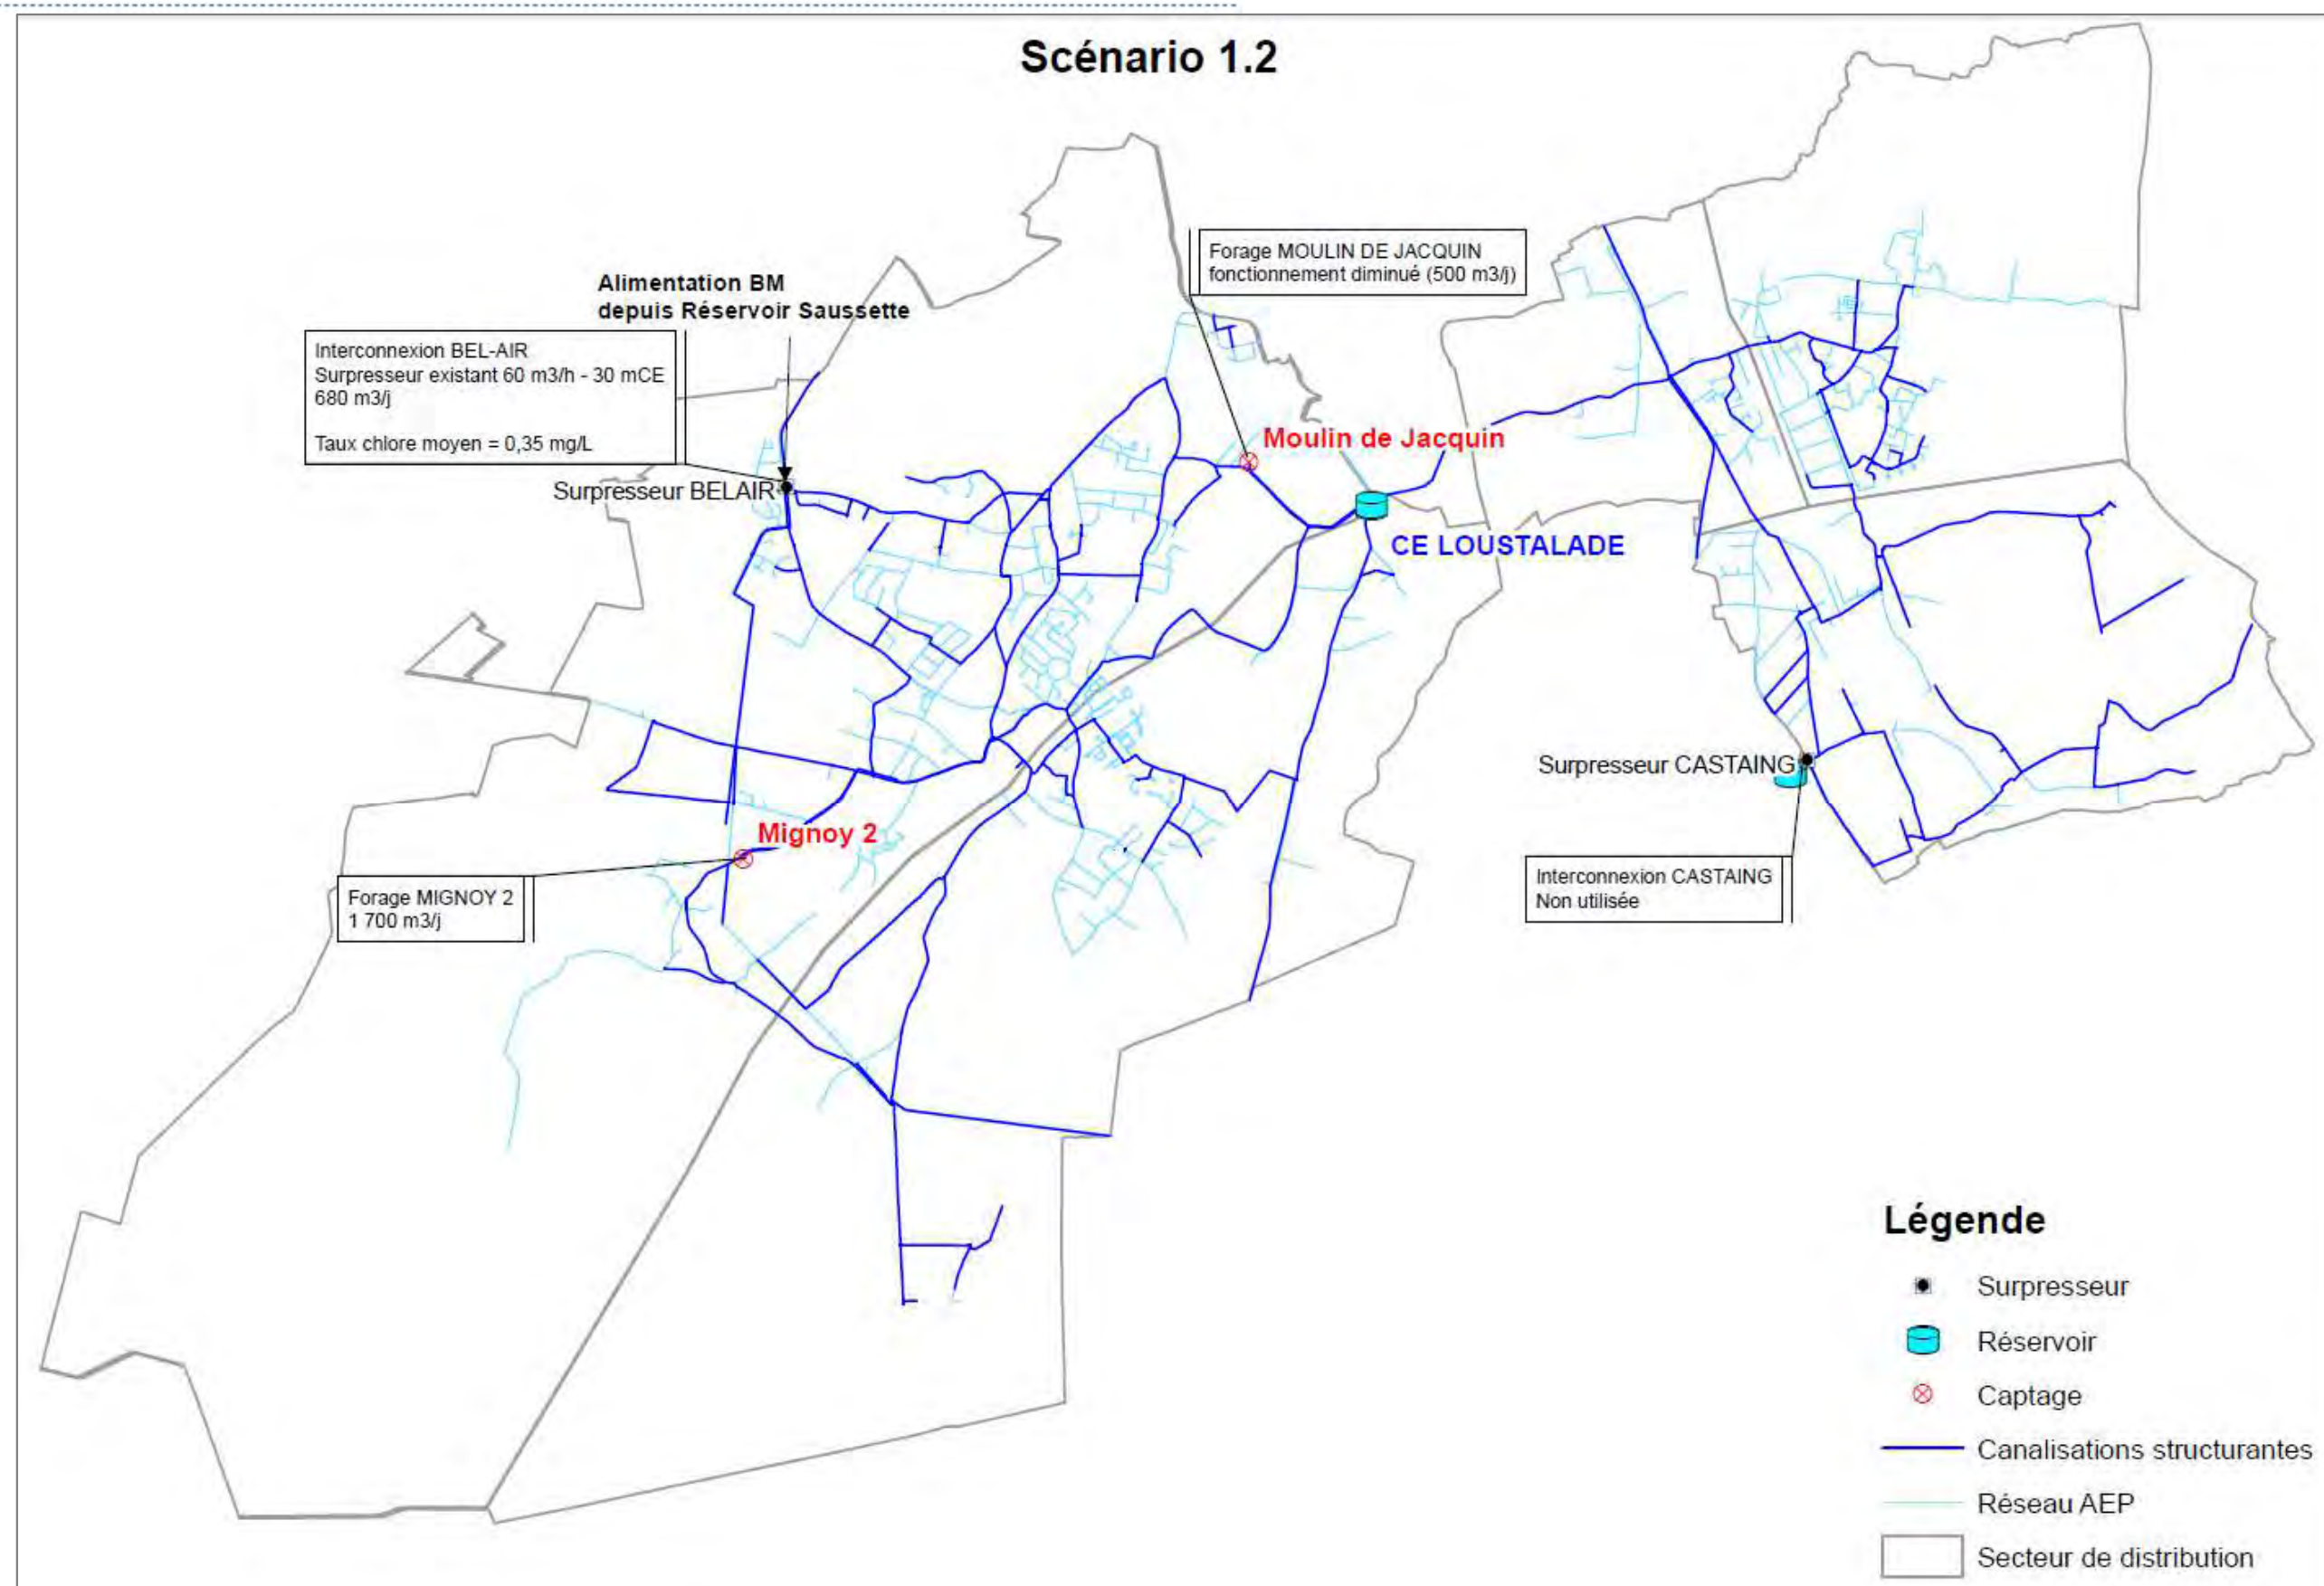 Scénario 1.2
Forage MOULIN DE JACQUIN
fonctionnement diminué (500 m3/j)
Alimentation BM
depuis Réservoir Saussette
Interconnexion BEL-AIR
Surpresseur existant 60 m3/h - 30 mCE
680 m3/j
Taux chlore moyen = 0,35 mg/L
Moulin de Jacquin
Surpresseur BELAIR
CE LOUSTALADE
Surpresseur CASTAING
Mignoy 2
Interconnexion CASTAING
Non utilisée
Forage MIGNOY 2
1 700 m3/j
Légende
Surpresseur
Réservoir
Captage
Canalisations structurantes
Réseau AEP
Secteur de distribution